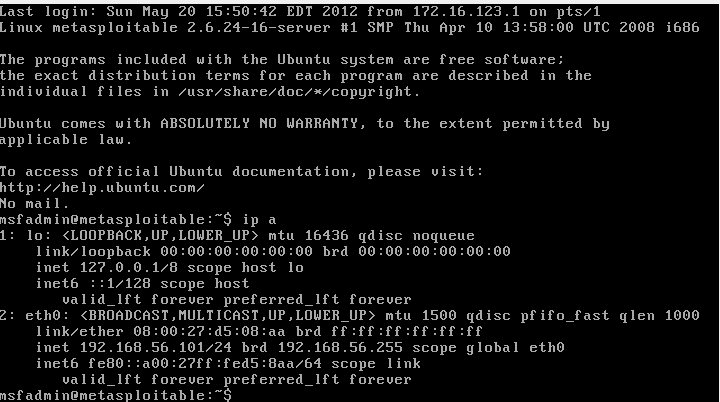 Last login: Sun May 20 15:50:42 EDT 2012 from 172.16.123.1 on pts/1
Linux metasploitable 2.6.24-16-server #1 SMP Thu Apr 10 13:58:00 UTC 2008 i686

The programs included with the Ubuntu system are free software;
the exact distribution terms for each program are described in the
individual files in /usr/share/doc/*/copyright.

Ubuntu comes with ABSOLUTELY NO WARRANTY, to the extent permitted by
applicable law.

To access official Ubuntu documentation, please visit:
http://help.ubuntu.com/
No mail.
msfadmin@metasploitable:~$ ip a
1: lo: <LOOPBACK,UP,LOWER_UP> mtu 16436 qdisc noqueue
    link/loopback 00:00:00:00:00:00 brd 00:00:00:00:00:00
    inet 127.0.0.1/8 scope host lo
    inet6 ::1/128 scope host
       valid_lft forever preferred_lft forever
2: eth0: <BROADCAST,MULTICAST,UP,LOWER_UP> mtu 1500 qdisc pfifo_fast qlen 1000
    link/ether 08:00:27:d5:08:aa brd ff:ff:ff:ff:ff:ff
    inet 192.168.56.101/24 brd 192.168.56.255 scope global eth0
    inet6 fe80::a00:27ff:fed5:8aa/64 scope link
       valid_lft forever preferred_lft forever
msfadmin@metasploitable:~$